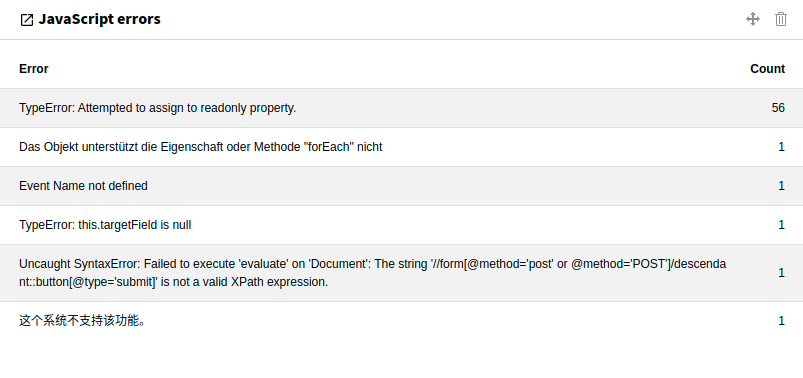 JavaScript errors
Error Count
TypeError: Attempted to assign to readonly property. 56
Das Objekt unterstützt die Eigenschaft oder Methode "forEach" nicht 1
Event Name not defined 1
TypeError: this.targetField is null 1
Uncaught SyntaxError: Failed to execute 'evaluate' on 'Document': The string '//form[@method='post' or @method='POST']/descenda
nt::button[@type='submit]' is not a valid XPath expression. 1
这个系统不支持该功能。 1